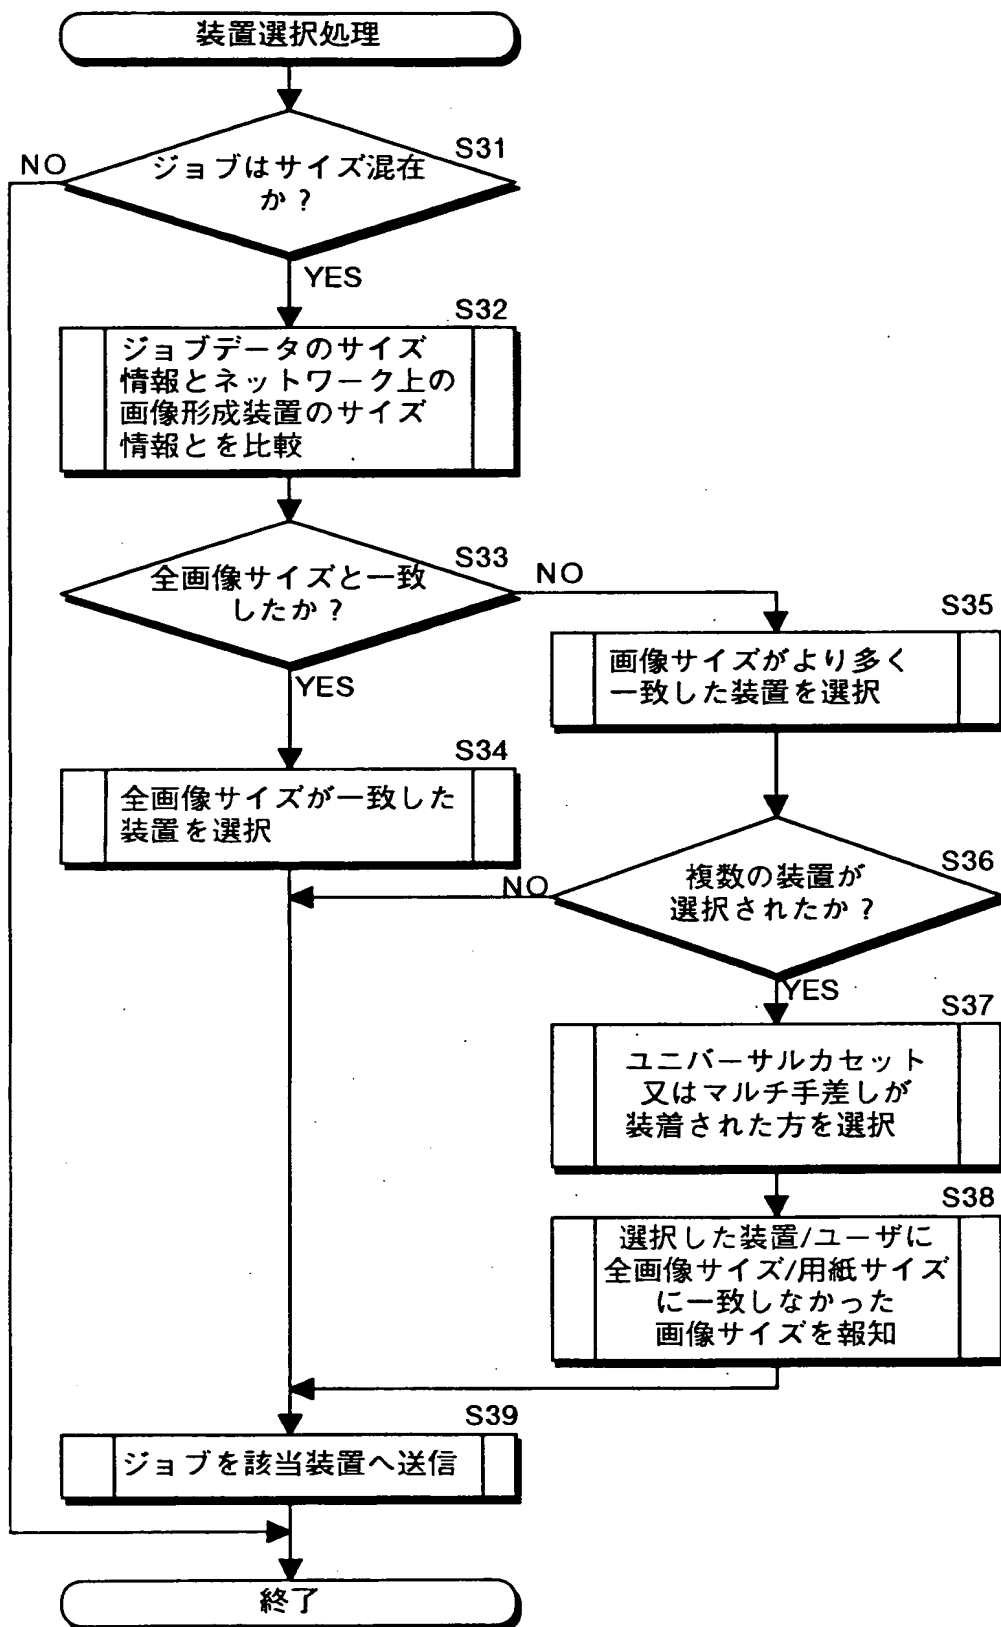 装置選択処理
S31
NO
ジョブはサイズ混在
か？
YES
S32
ジョブデータのサイズ
情報とネットワーク上の
画像形成装置のサイズ
情報とを比較
S33
全画像サイズと一致
したか？
NO
YES
S35
画像サイズがより多く
一致した装置を選択
S34
全画像サイズが一致した
装置を選択
S36
複数の装置が
選択されたか？
NO
YES
S37
ユニバーサルカセット
又はマルチ手差しが
装着された方を選択
S38
選択した装置/ユーザに
全画像サイズ/用紙サイズ
に一致しなかった
画像サイズを報知
S39
ジョブを該当装置へ送信
終了